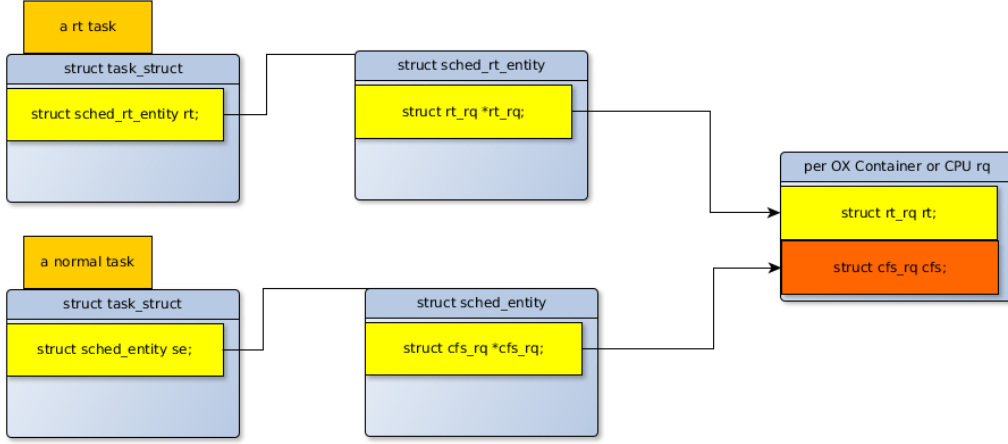 a rt task
struct task_struct
struct sched_rt_entity rt;
struct sched_rt_entity
struct rt_rq *rt_rq;
per OX Container or CPU rq
struct rt_rq rt;
struct cfs_rq cfs;
a normal task
struct task_struct
struct sched_entity se;
struct sched_entity
struct cfs_rq *cfs_rq;